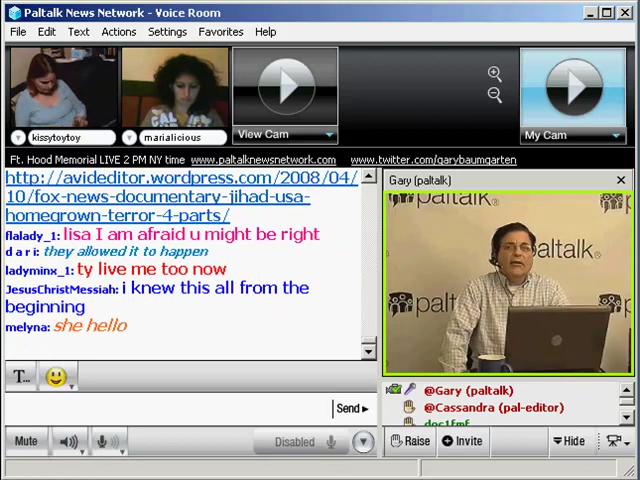 Paltalk News Network - Voice Room
File Edit Text Actions Settings Favorites Help
kissytoytoy
marialicious
View Cam
My Cam
Ft. Hood Memorial LIVE 2 PM NY time www.paltalknewsnetwork.com www.twitter.com/garybaumgarten
http://avideditor.wordpress.com/2008/04/
10/fox-news-documentary-jihad-usa-
homegrown-terror-4-parts/
flalady_1: lisa I am afraid u might be right
d a r i: they allowed it to happen
ladyminx_1: ty live me too now
JesusChristMessiah: i knew this all from the
beginning
melyna: she hello
Gary (paltalk)
paltalk
paltalk
paltalk
T...
Send
@Gary (paltalk)
@Cassandra (pal-editor)
doc1fmf
Mute
Disabled
Raise
Invite
Hide